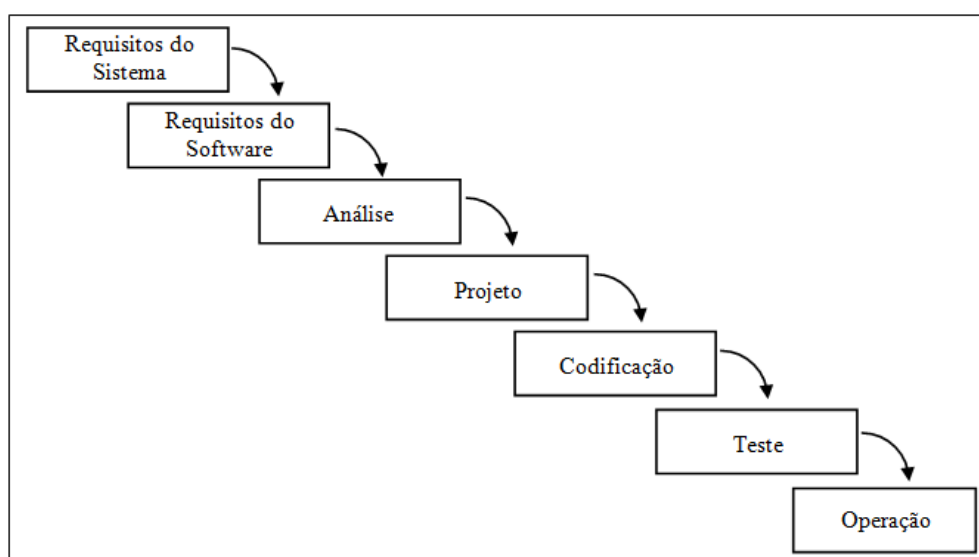 Requisitos do
Sistema
Requisitos do
Software
Análise
Projeto
Codificação
Teste
Operação